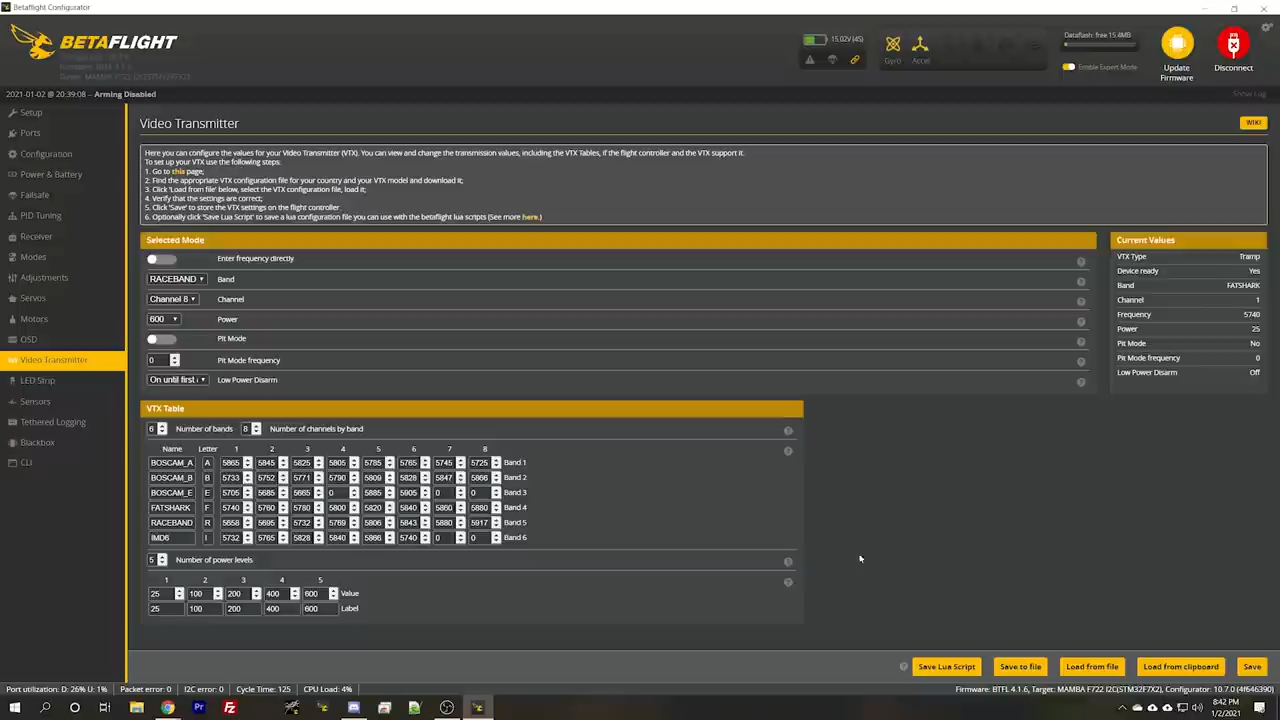 Betaflight Configurator
BETAFLIGHT
15.02V (4S)
Gyro
Accel
Dataflash: free 15.4MB
Enable Expert Mode
Update Firmware
Disconnect
2021-01-02 @ 20:39:08 -- Arming Disabled
Show Log
Setup
Ports
Configuration
Power & Battery
Failsafe
PID Tuning
Receiver
Modes
Adjustments
Servos
Motors
OSD
Video Transmitter
LED Strip
Sensors
Tethered Logging
Blackbox
CLI
Video Transmitter
WIKI
Here you can configure the values for your Video Transmitter (VTX). You can view and change the transmission values, including the VTX Tables, if the flight controller and the VTX support it.
To set up your VTX use the following steps:
1. Go to this page;
2. Find the appropriate VTX configuration file for your country and your VTX model and download it;
3. Click 'Load from file' below, select the VTX configuration file, load it;
4. Verify that the settings are correct;
5. Click 'Save' to store the VTX settings on the flight controller
6. Optionally click 'Save Lua Script' to save a lua configuration file you can use with the betaflight lua scripts (See more here.)
Selected Mode
Enter frequency directly
RACEBAND Band
Channel 8 Channel
600 Power
Pit Mode
0 Pit Mode frequency
On until first Low Power Disarm
Current Values
VTX Type Tramp
Device ready Yes
Band FATSHARK
Channel 1
Frequency 5740
Power 25
Pit Mode No
Pit Mode frequency 0
Low Power Disarm Off
VTX Table
6 Number of bands 8 Number of channels by band
Name Letter 1 2 3 4 5 6 7 8
BOSCAM_A A 5865 5845 5825 5805 5785 5765 5745 5725 Band 1
BOSCAM_B B 5733 5752 5771 5790 5809 5828 5847 5866 Band 2
BOSCAM_E E 5705 5685 5665 0 5885 5905 0 0 Band 3
FATSHARK F 5740 5760 5780 5800 5820 5840 5860 5880 Band 4
RACEBAND R 5658 5695 5732 5769 5806 5843 5880 5917 Band 5
IMD6 I 5732 5765 5828 5840 5866 5740 0 0 Band 6
5 Number of power levels
1 2 3 4 5
25 100 200 400 600 Value
25 100 200 400 600 Label
Save Lua Script
Save to file
Load from file
Load from clipboard
Save
Port utilization: D: 26% U: 1%
Packet error: 0
I2C error: 0
Cycle Time: 125
CPU Load: 4%
Firmware: BTFL 4.1.6, Target: MAMBA F722 I2C(STM32F7X2), Configurator: 10.7.0 (4f646390)
8:42 PM
1/2/2021